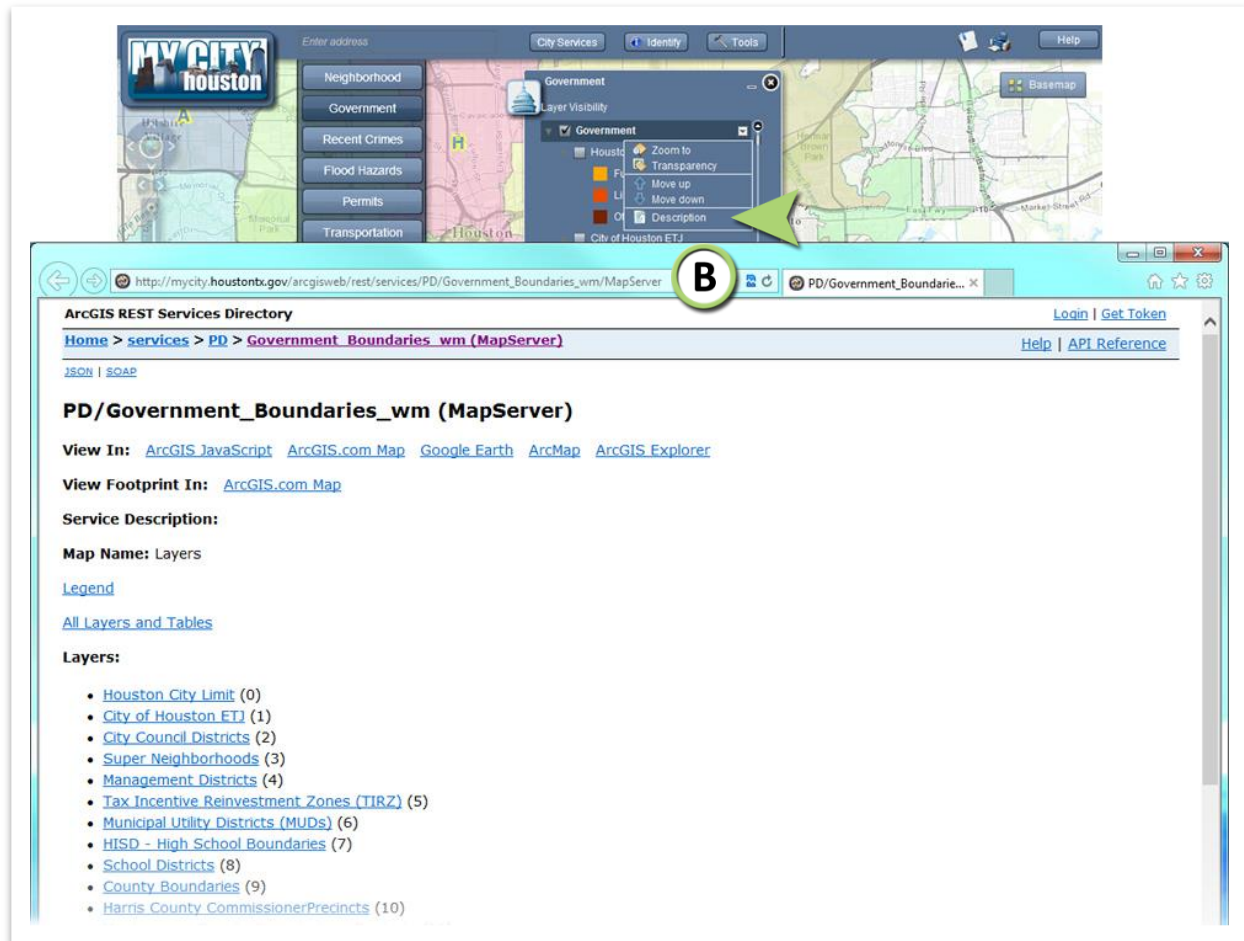 MY CITY
houston
Enter address
City Services
Identify
Tools
Help
Neighborhood
Government
Recent Crimes
Flood Hazards
Permits
Transportation
A
H
Houston
Government
Layer Visibility
Government
Zoom to
Transparency
Move up
Move down
Description
City of Houston ETJ
Basemap
B
http://mycity.houstontx.gov/arcgisweb/rest/services/PD/Government_Boundaries_wm/MapServer
PD/Government_Boundarie...
ArcGIS REST Services Directory
Login | Get Token
Home > services > PD > Government_Boundaries_wm (MapServer)
Help | API Reference
JSON | SOAP
PD/Government_Boundaries_wm (MapServer)
View In: ArcGIS JavaScript ArcGIS.com Map Google Earth ArcMap ArcGIS Explorer
View Footprint In: ArcGIS.com Map
Service Description:
Map Name: Layers
Legend
All Layers and Tables
Layers:
• Houston City Limit (0)
• City of Houston ETJ (1)
• City Council Districts (2)
• Super Neighborhoods (3)
• Management Districts (4)
• Tax Incentive Reinvestment Zones (TIRZ) (5)
• Municipal Utility Districts (MUDs) (6)
• HISD - High School Boundaries (7)
• School Districts (8)
• County Boundaries (9)
• Harris County CommissionerPrecincts (10)